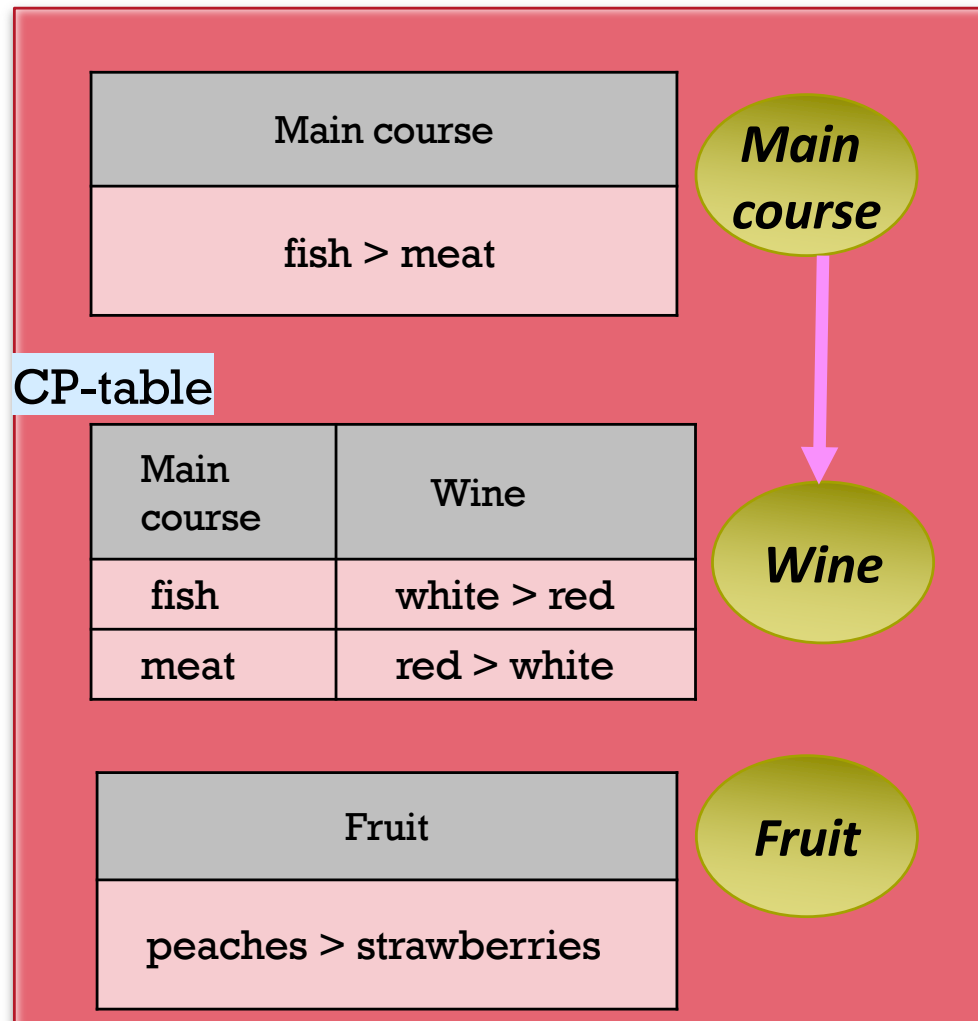 Main course
fish > meat
Main
course
CP-table
Main
course
Wine
fish
white > red
meat
red > white
Wine
Fruit
peaches > strawberries
Fruit